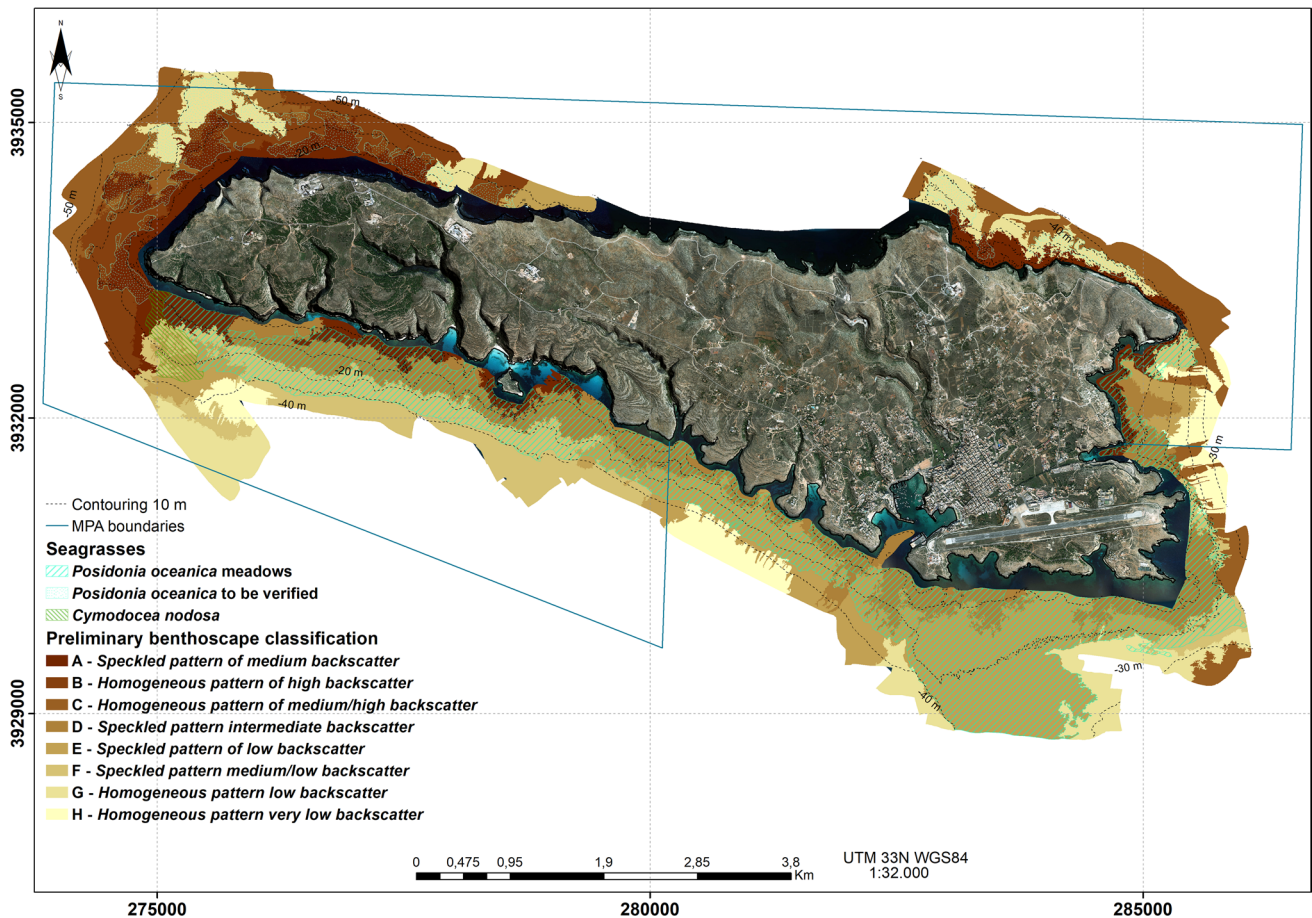 N
S
3935000
3932000
3929000
-50 m
-20 m
-50 m
-40 m
-20 m
-40 m
-30 m
-30 m
-40 m
Contouring 10 m
MPA boundaries
Seagrasses
Posidonia oceanica meadows
Posidonia oceanica to be verified
Cymodocea nodosa
Preliminary benthoscape classification
A - Speckled pattern of medium backscatter
B - Homogeneous pattern of high backscatter
C - Homogeneous pattern of medium/high backscatter
D - Speckled pattern intermediate backscatter
E - Speckled pattern of low backscatter
F - Speckled pattern medium/low backscatter
G - Homogeneous pattern low backscatter
H - Homogeneous pattern very low backscatter
0 0,475 0,95 1,9 2,85 3,8
Km
UTM 33N WGS84
1:32.000
275000 280000 285000